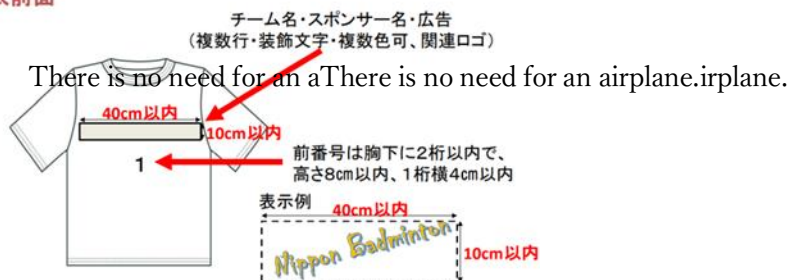 チーム名・スポンサー名・広告
(複数行・装飾文字・複数色可、関連ロゴ)
There is no need for an aThere is no need for an airplane.irplane.
40cm以内
10cm以内
1
前番号は胸下に2桁以内で、
高さ8cm以内、1桁横4cm以内
表示例
40cm以内
Nippon Badminton
10cm以内